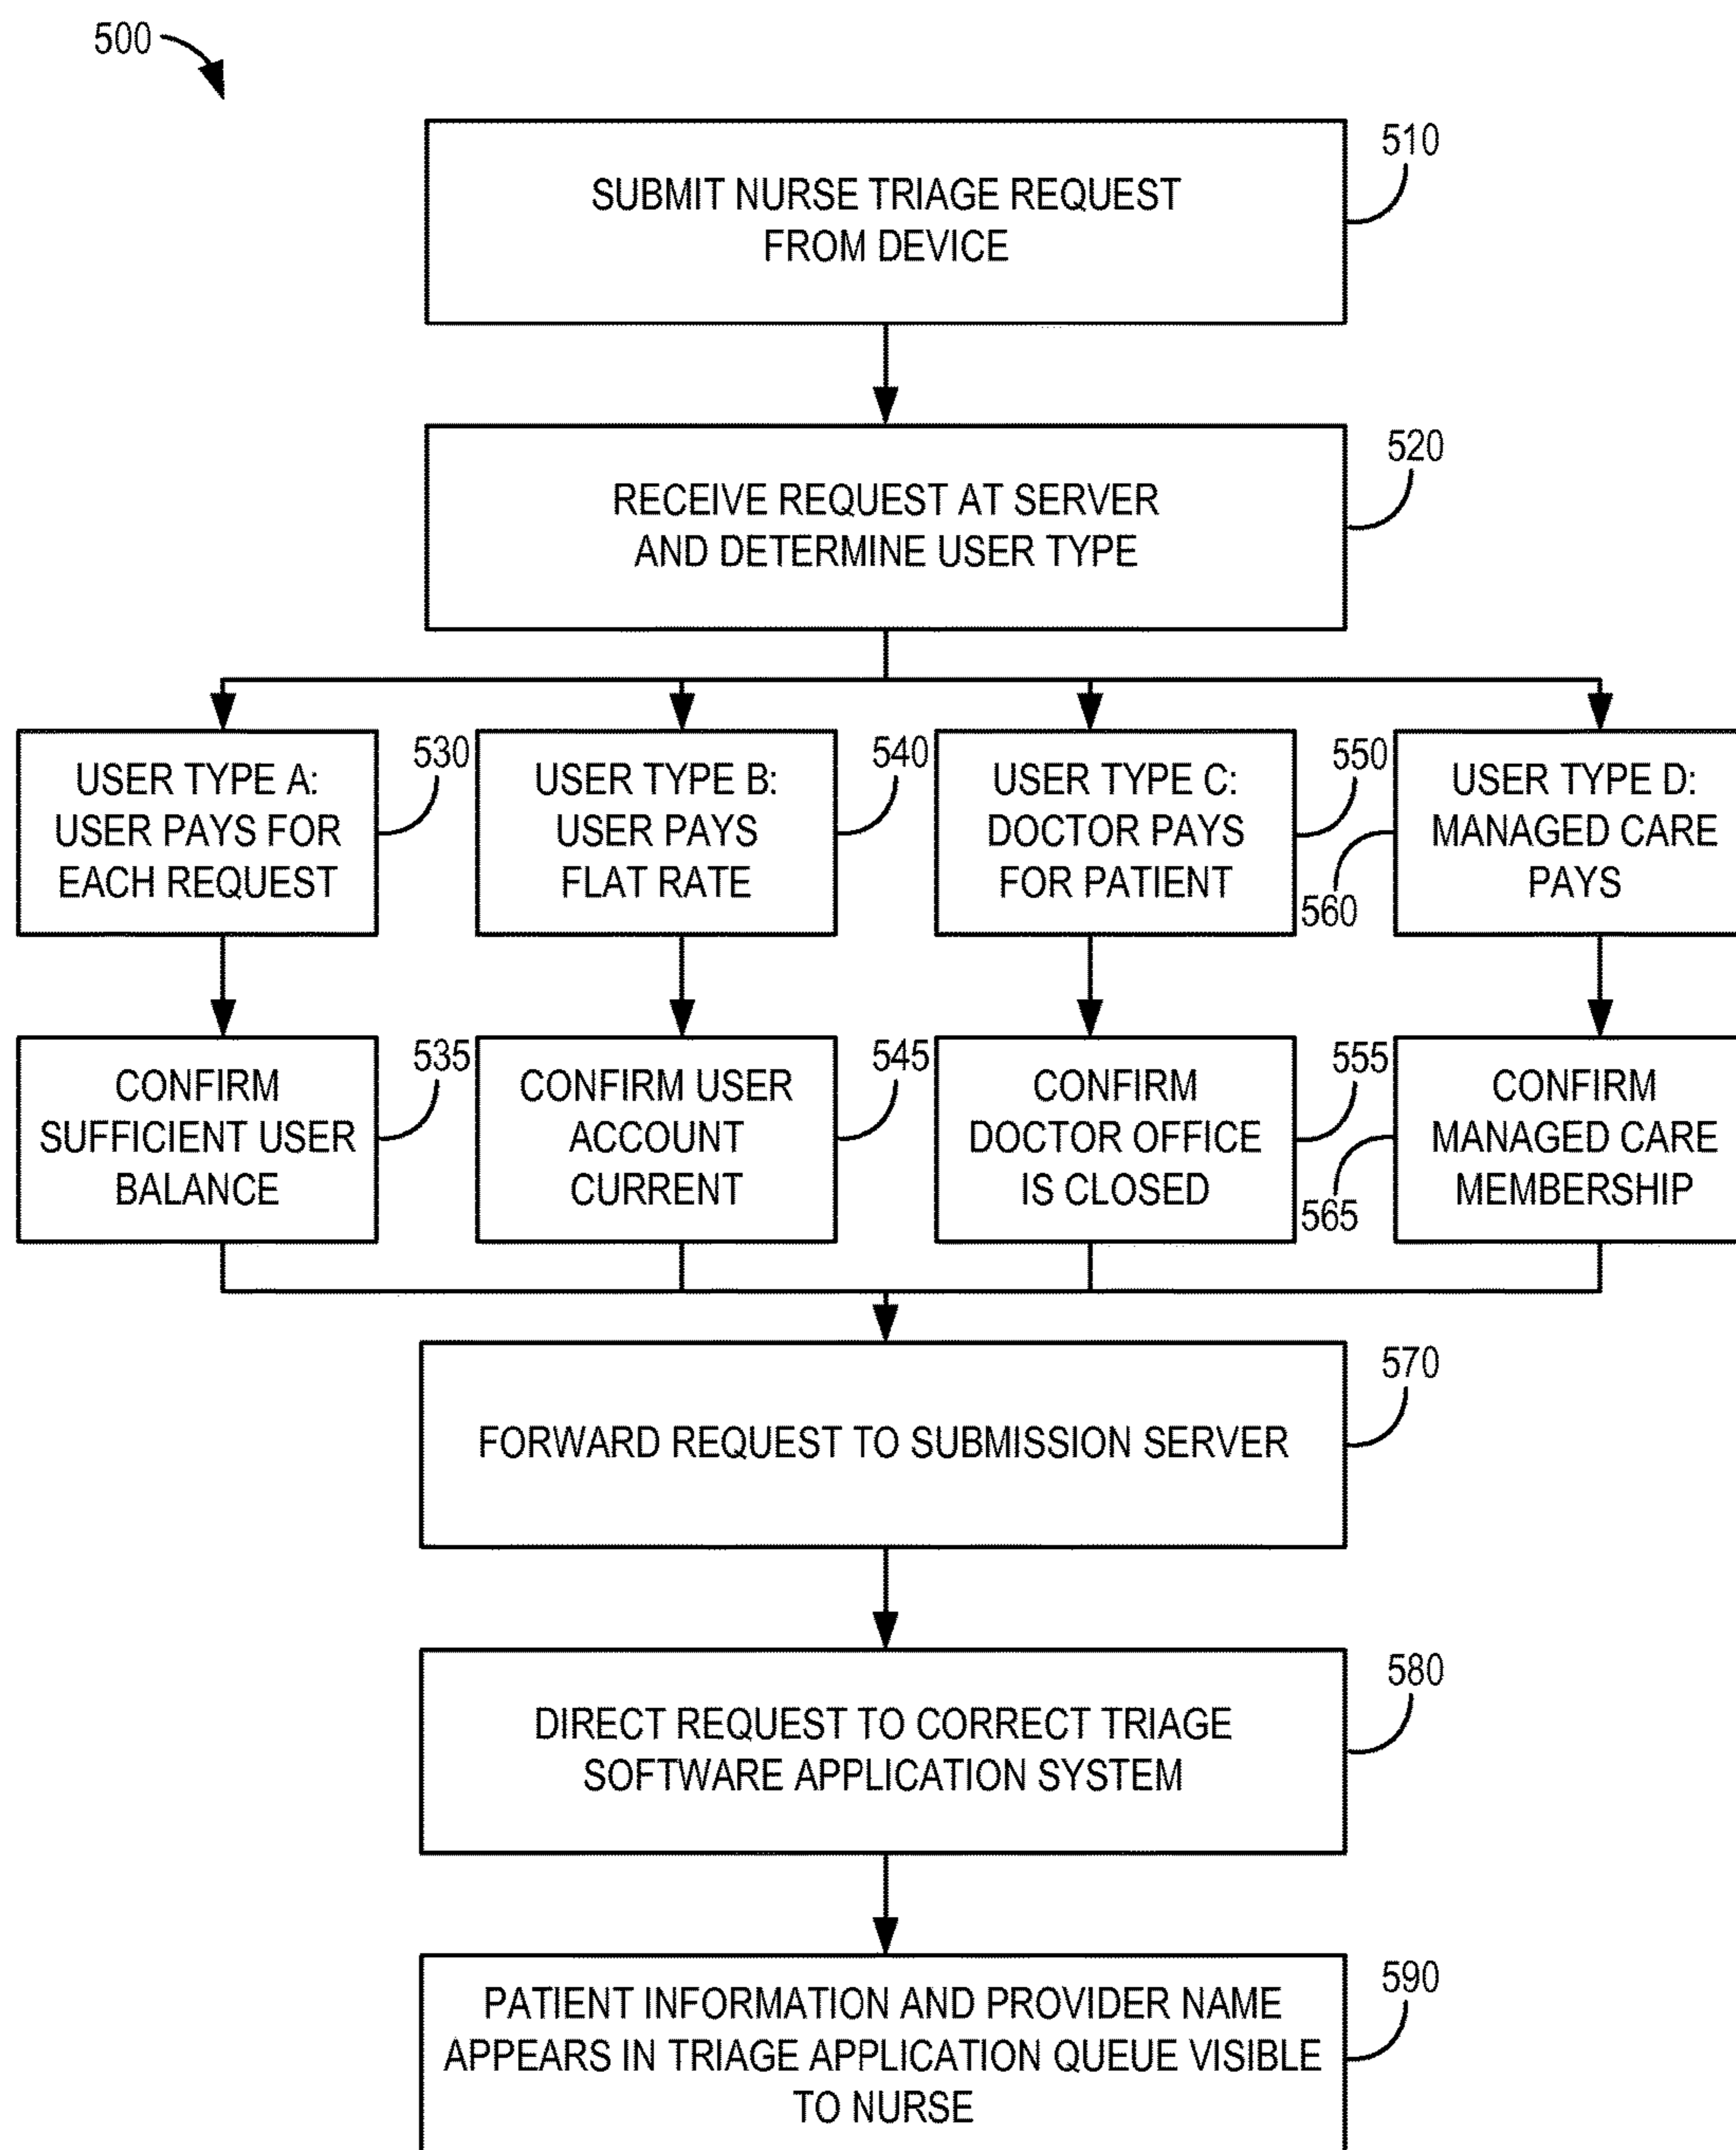 500
510
SUBMIT NURSE TRIAGE REQUEST
FROM DEVICE
520
RECEIVE REQUEST AT SERVER
AND DETERMINE USER TYPE
530
USER TYPE A:
USER PAYS FOR
EACH REQUEST
540
USER TYPE B:
USER PAYS
FLAT RATE
550
USER TYPE C:
DOCTOR PAYS
FOR PATIENT
560
USER TYPE D:
MANAGED CARE
PAYS
535
CONFIRM
SUFFICIENT USER
BALANCE
545
CONFIRM USER
ACCOUNT
CURRENT
555
CONFIRM
DOCTOR OFFICE
IS CLOSED
565
CONFIRM
MANAGED CARE
MEMBERSHIP
570
FORWARD REQUEST TO SUBMISSION SERVER
580
DIRECT REQUEST TO CORRECT TRIAGE
SOFTWARE APPLICATION SYSTEM
590
PATIENT INFORMATION AND PROVIDER NAME
APPEARS IN TRIAGE APPLICATION QUEUE VISIBLE
TO NURSE